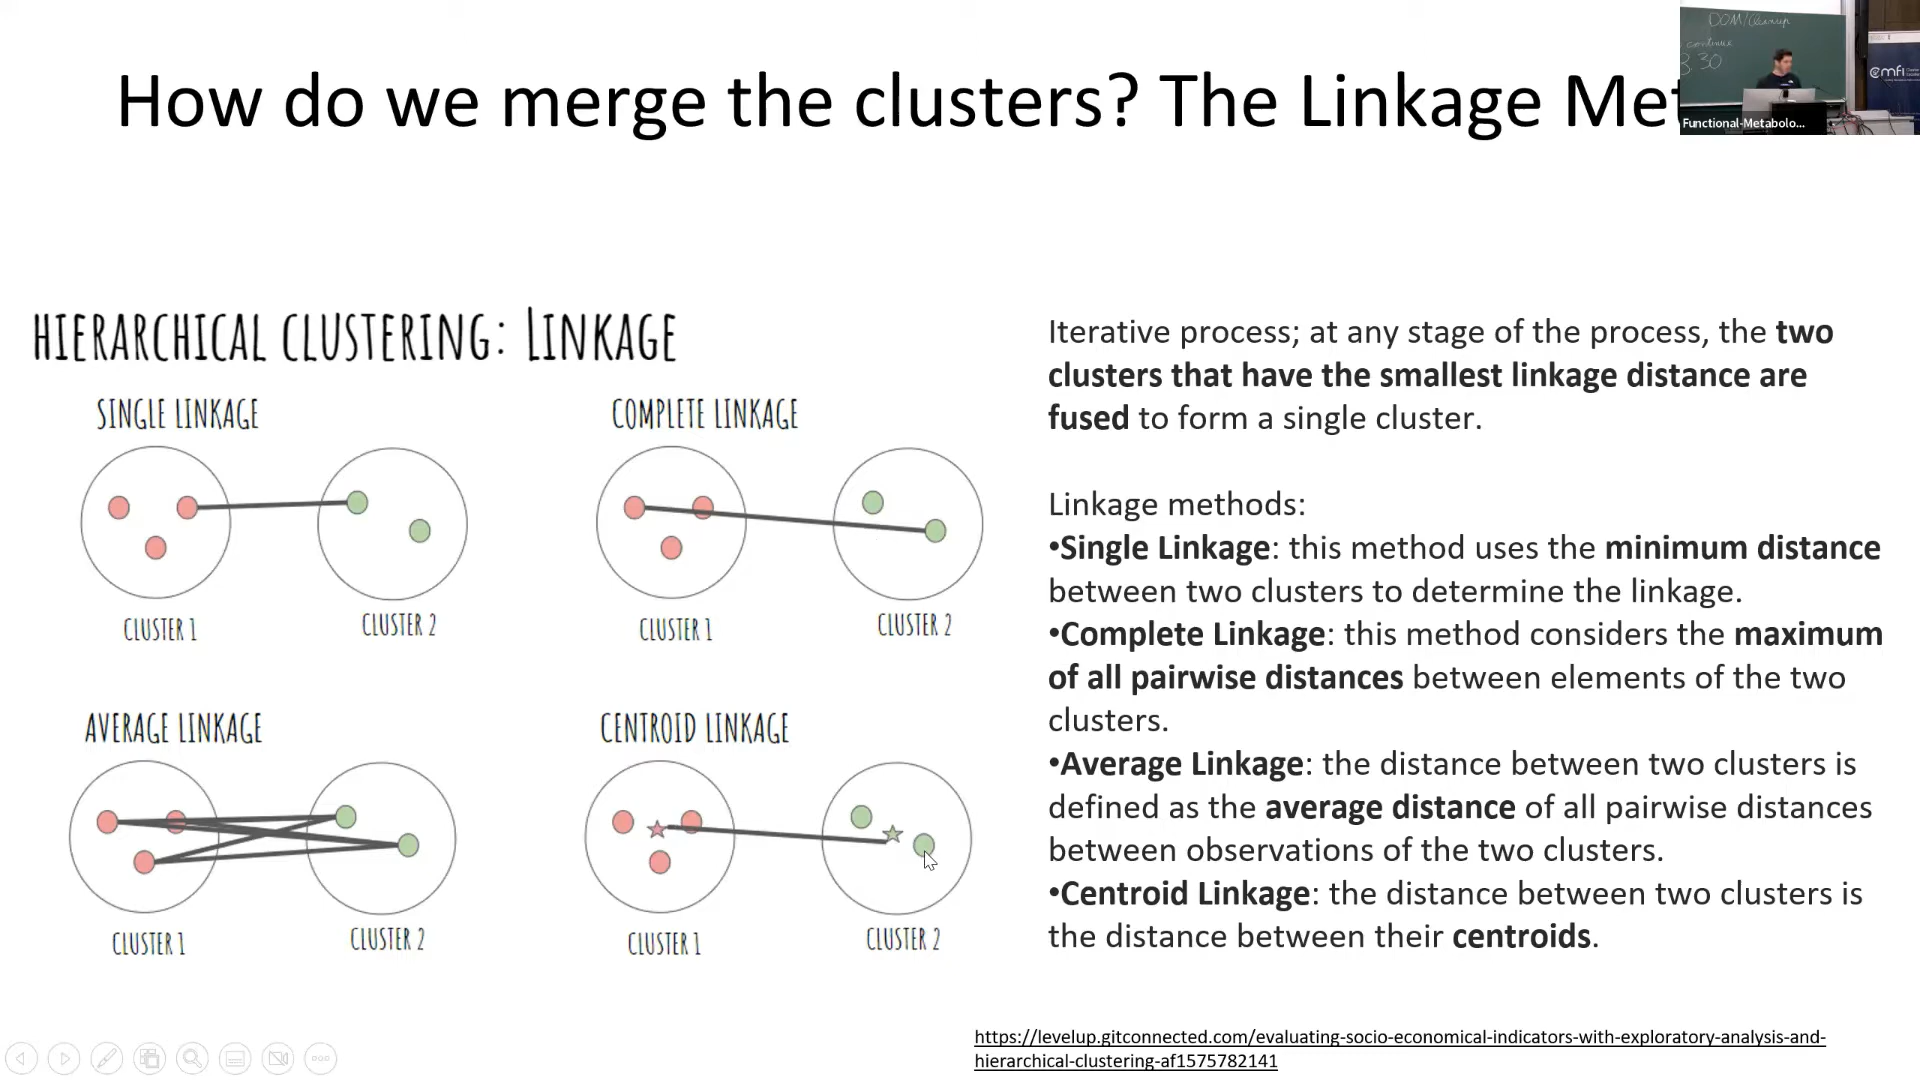 How do we merge the clusters? The Linkage Met
DOM/Cleanup
continue
3 30
emfi
Functional-Metabolo...
HIERARCHICAL CLUSTERING: LINKAGE
SINGLE LINKAGE
CLUSTER 1
CLUSTER 2
COMPLETE LINKAGE
CLUSTER 1
CLUSTER 2
AVERAGE LINKAGE
CLUSTER 1
CLUSTER 2
CENTROID LINKAGE
CLUSTER 1
CLUSTER 2
Iterative process; at any stage of the process, the two
clusters that have the smallest linkage distance are
fused to form a single cluster.
Linkage methods:
•Single Linkage: this method uses the minimum distance
between two clusters to determine the linkage.
•Complete Linkage: this method considers the maximum
of all pairwise distances between elements of the two
clusters.
•Average Linkage: the distance between two clusters is
defined as the average distance of all pairwise distances
between observations of the two clusters.
•Centroid Linkage: the distance between two clusters is
the distance between their centroids.
https://levelup.gitconnected.com/evaluating-socio-economical-indicators-with-exploratory-analysis-and-
hierarchical-clustering-af1575782141